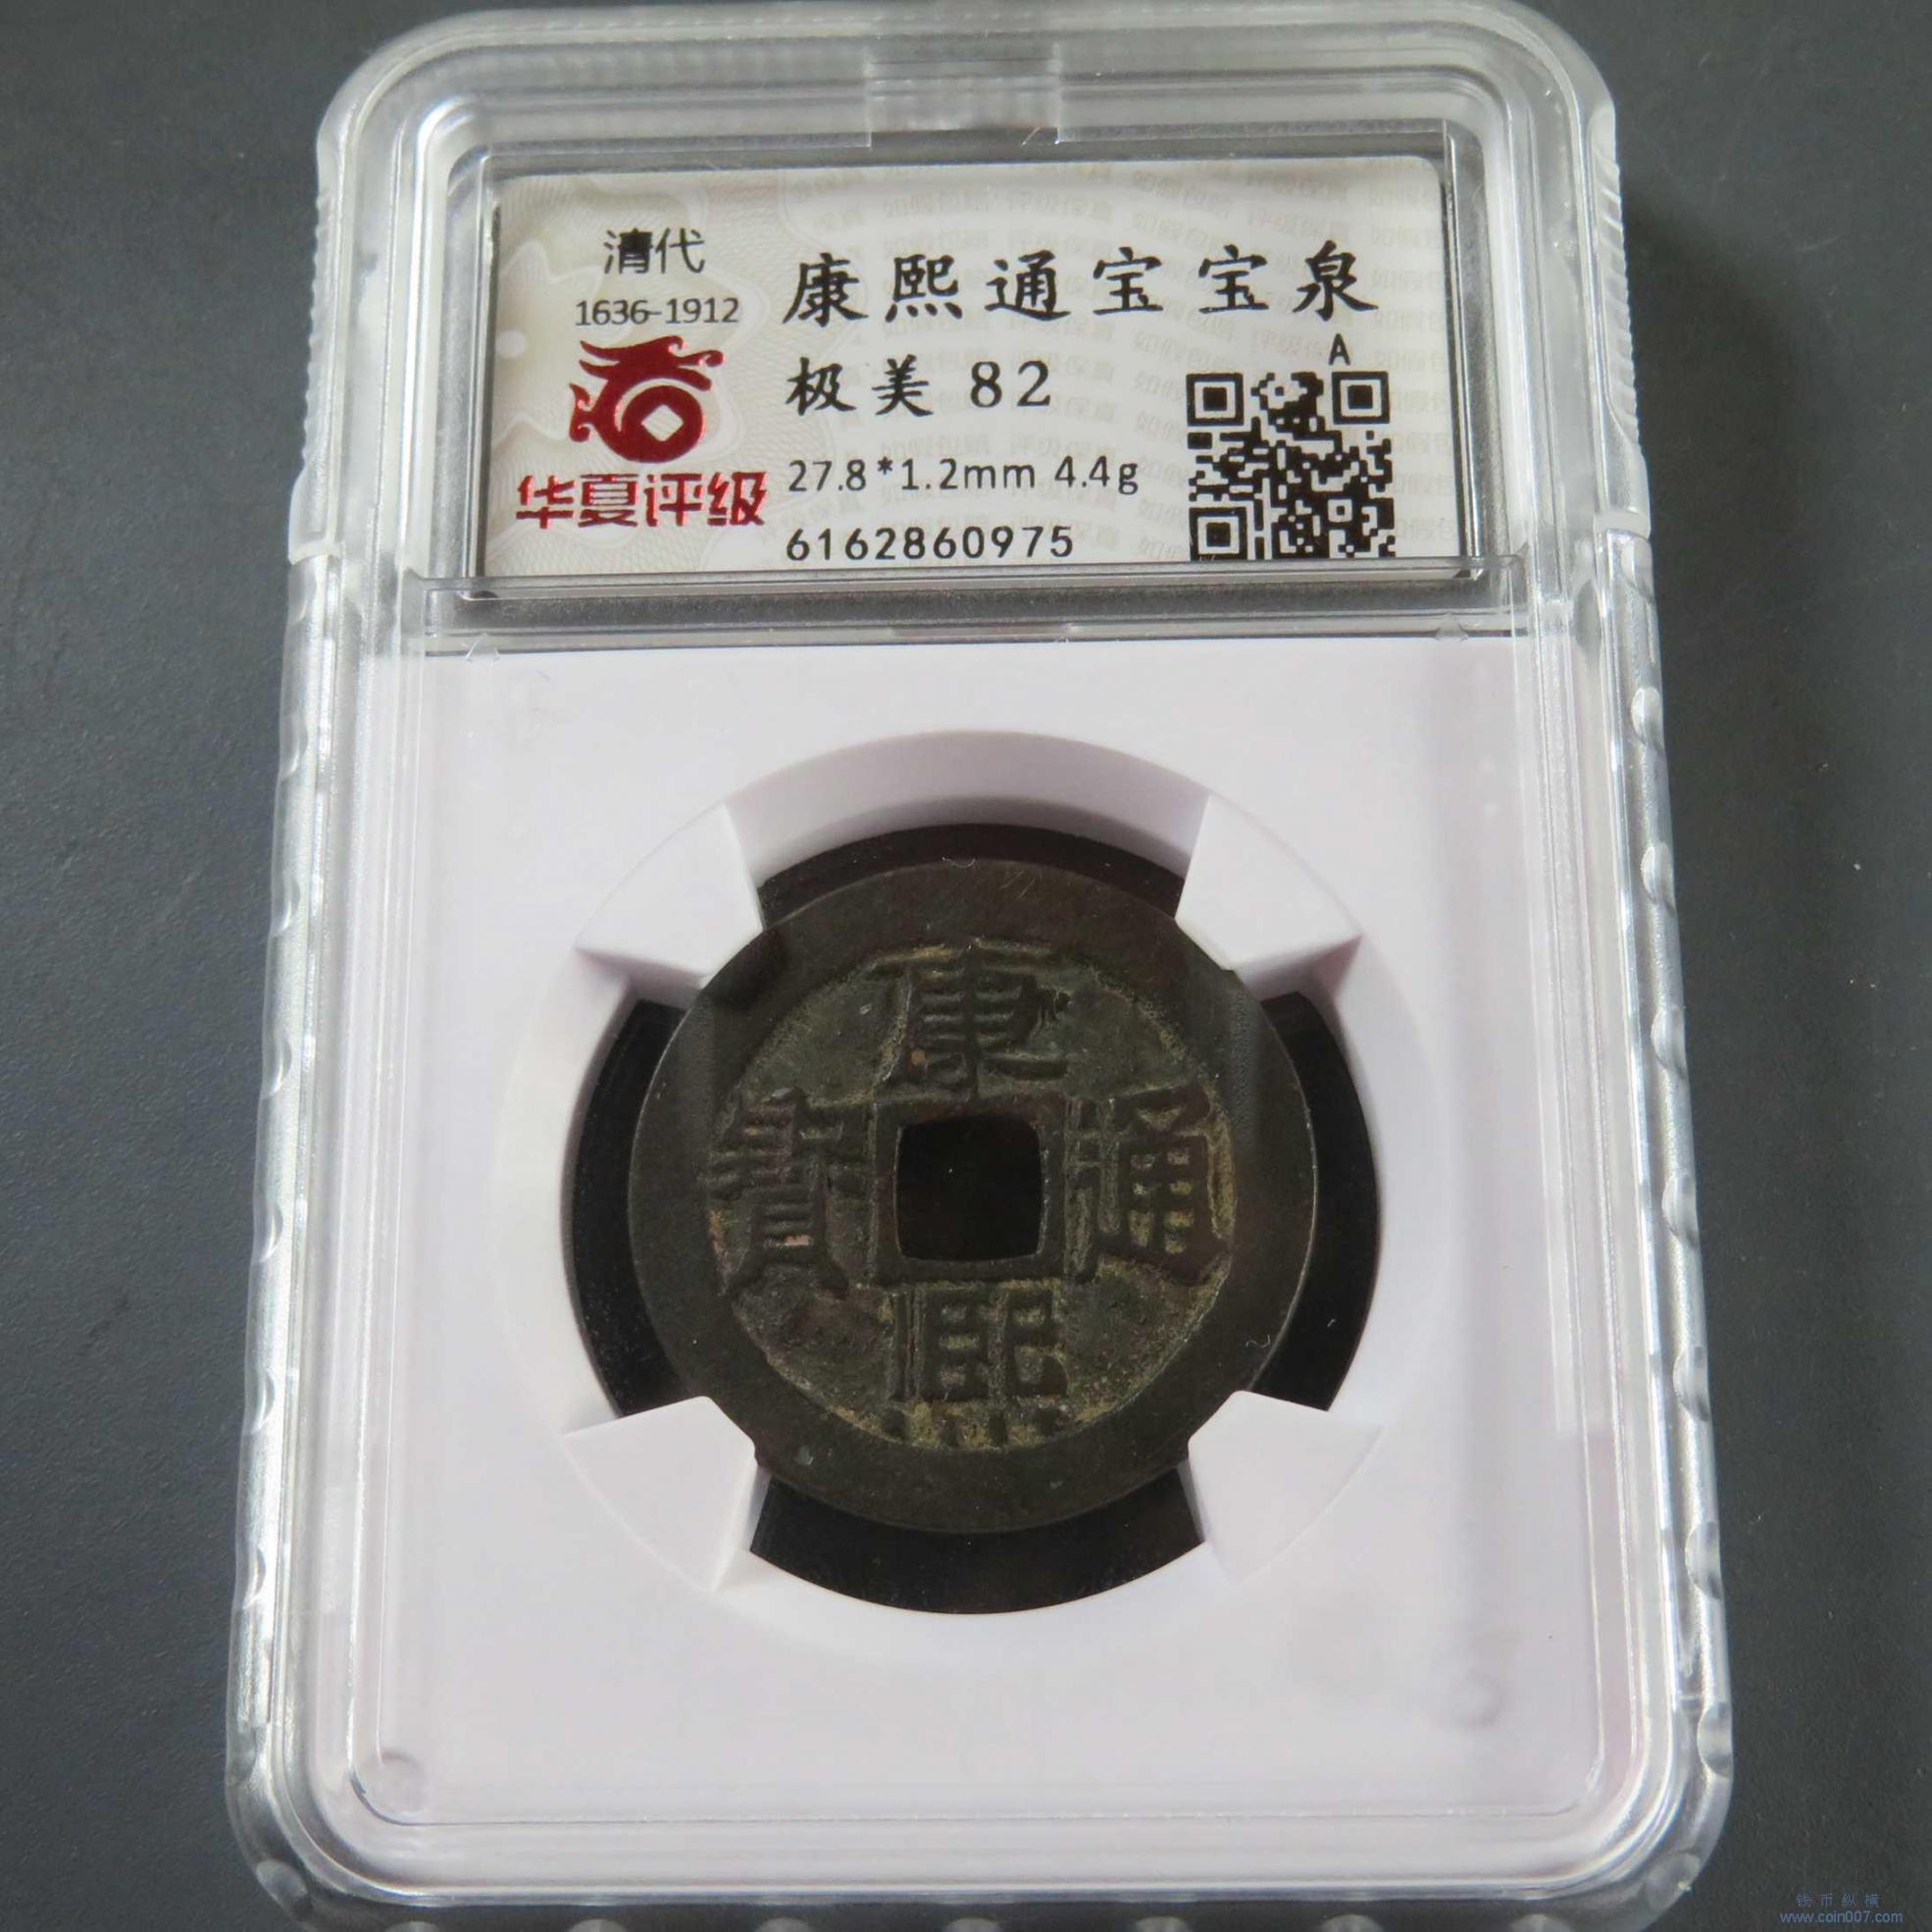 清代
1636-1912
华夏评级
康熙通宝宝泉
极美 82
A
27.8*1.2mm 4.4g
6162860975
康熙通寶
钱币纵横
www.coin007.com